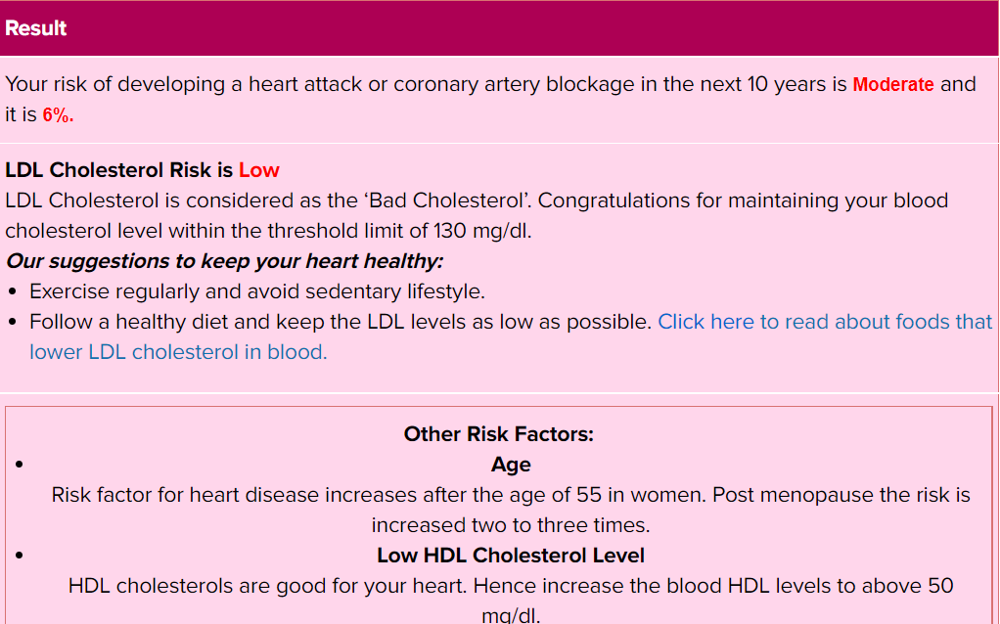 Result
Your risk of developing a heart attack or coronary artery blockage in the next 10 years is Moderate and
it is 6%.
LDL Cholesterol Risk is Low
LDL Cholesterol is considered as the ‘Bad Cholesterol’. Congratulations for maintaining your blood
cholesterol level within the threshold limit of 130 mg/dl.
Our suggestions to keep your heart healthy:
• Exercise regularly and avoid sedentary lifestyle.
• Follow a healthy diet and keep the LDL levels as low as possible. Click here to read about foods that
lower LDL cholesterol in blood.
Other Risk Factors:
• Age
Risk factor for heart disease increases after the age of 55 in women. Post menopause the risk is
increased two to three times.
• Low HDL Cholesterol Level
HDL cholesterols are good for your heart. Hence increase the blood HDL levels to above 50
mg/dl.